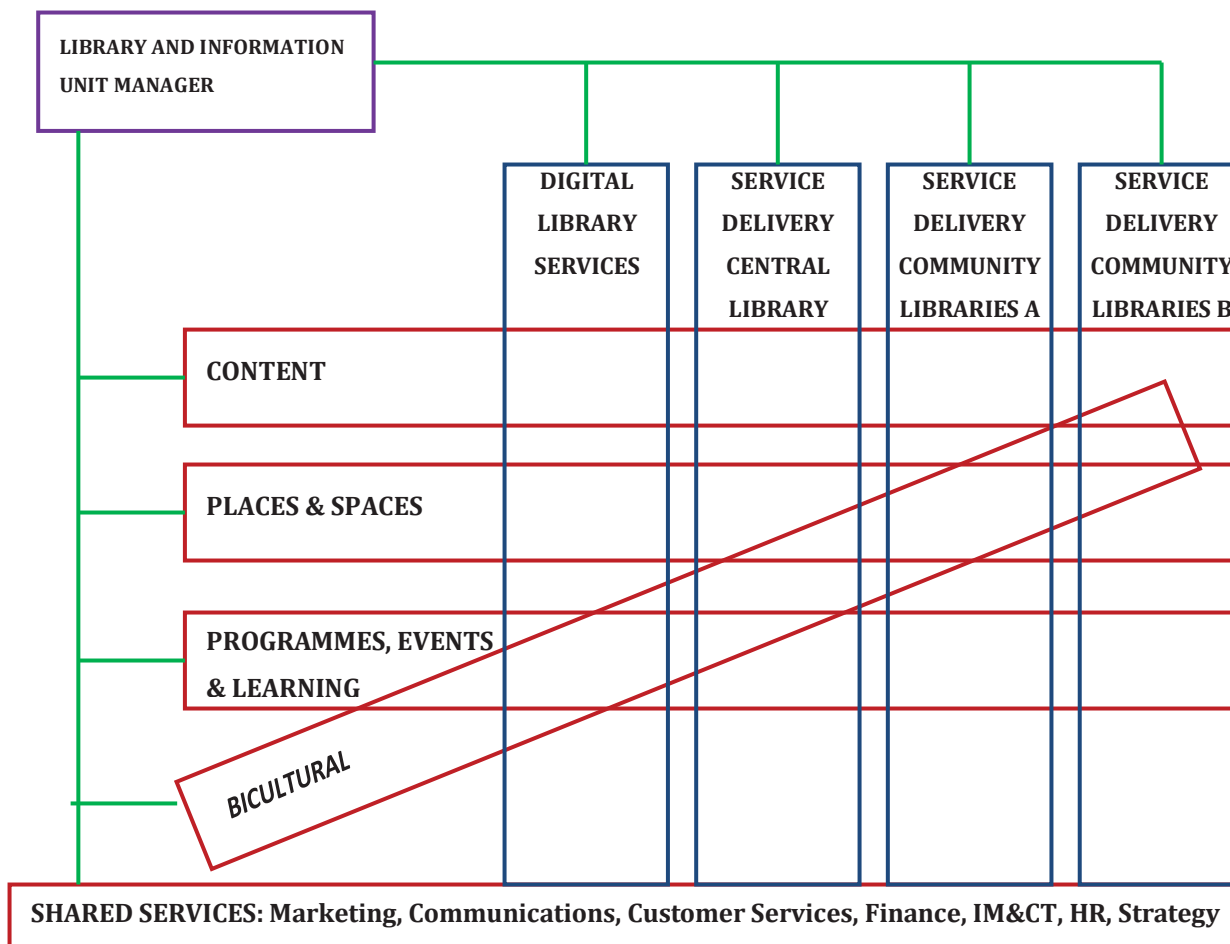 LIBRARY AND INFORMATION
UNIT MANAGER
DIGITAL
LIBRARY
SERVICES
SERVICE
DELIVERY
CENTRAL
LIBRARY
SERVICE
DELIVERY
COMMUNITY
LIBRARIES A
SERVICE
DELIVERY
COMMUNITY
LIBRARIES B
CONTENT
PLACES & SPACES
PROGRAMMES, EVENTS
& LEARNING
BICULTURAL
SHARED SERVICES: Marketing, Communications, Customer Services, Finance, IM&CT, HR, Strategy